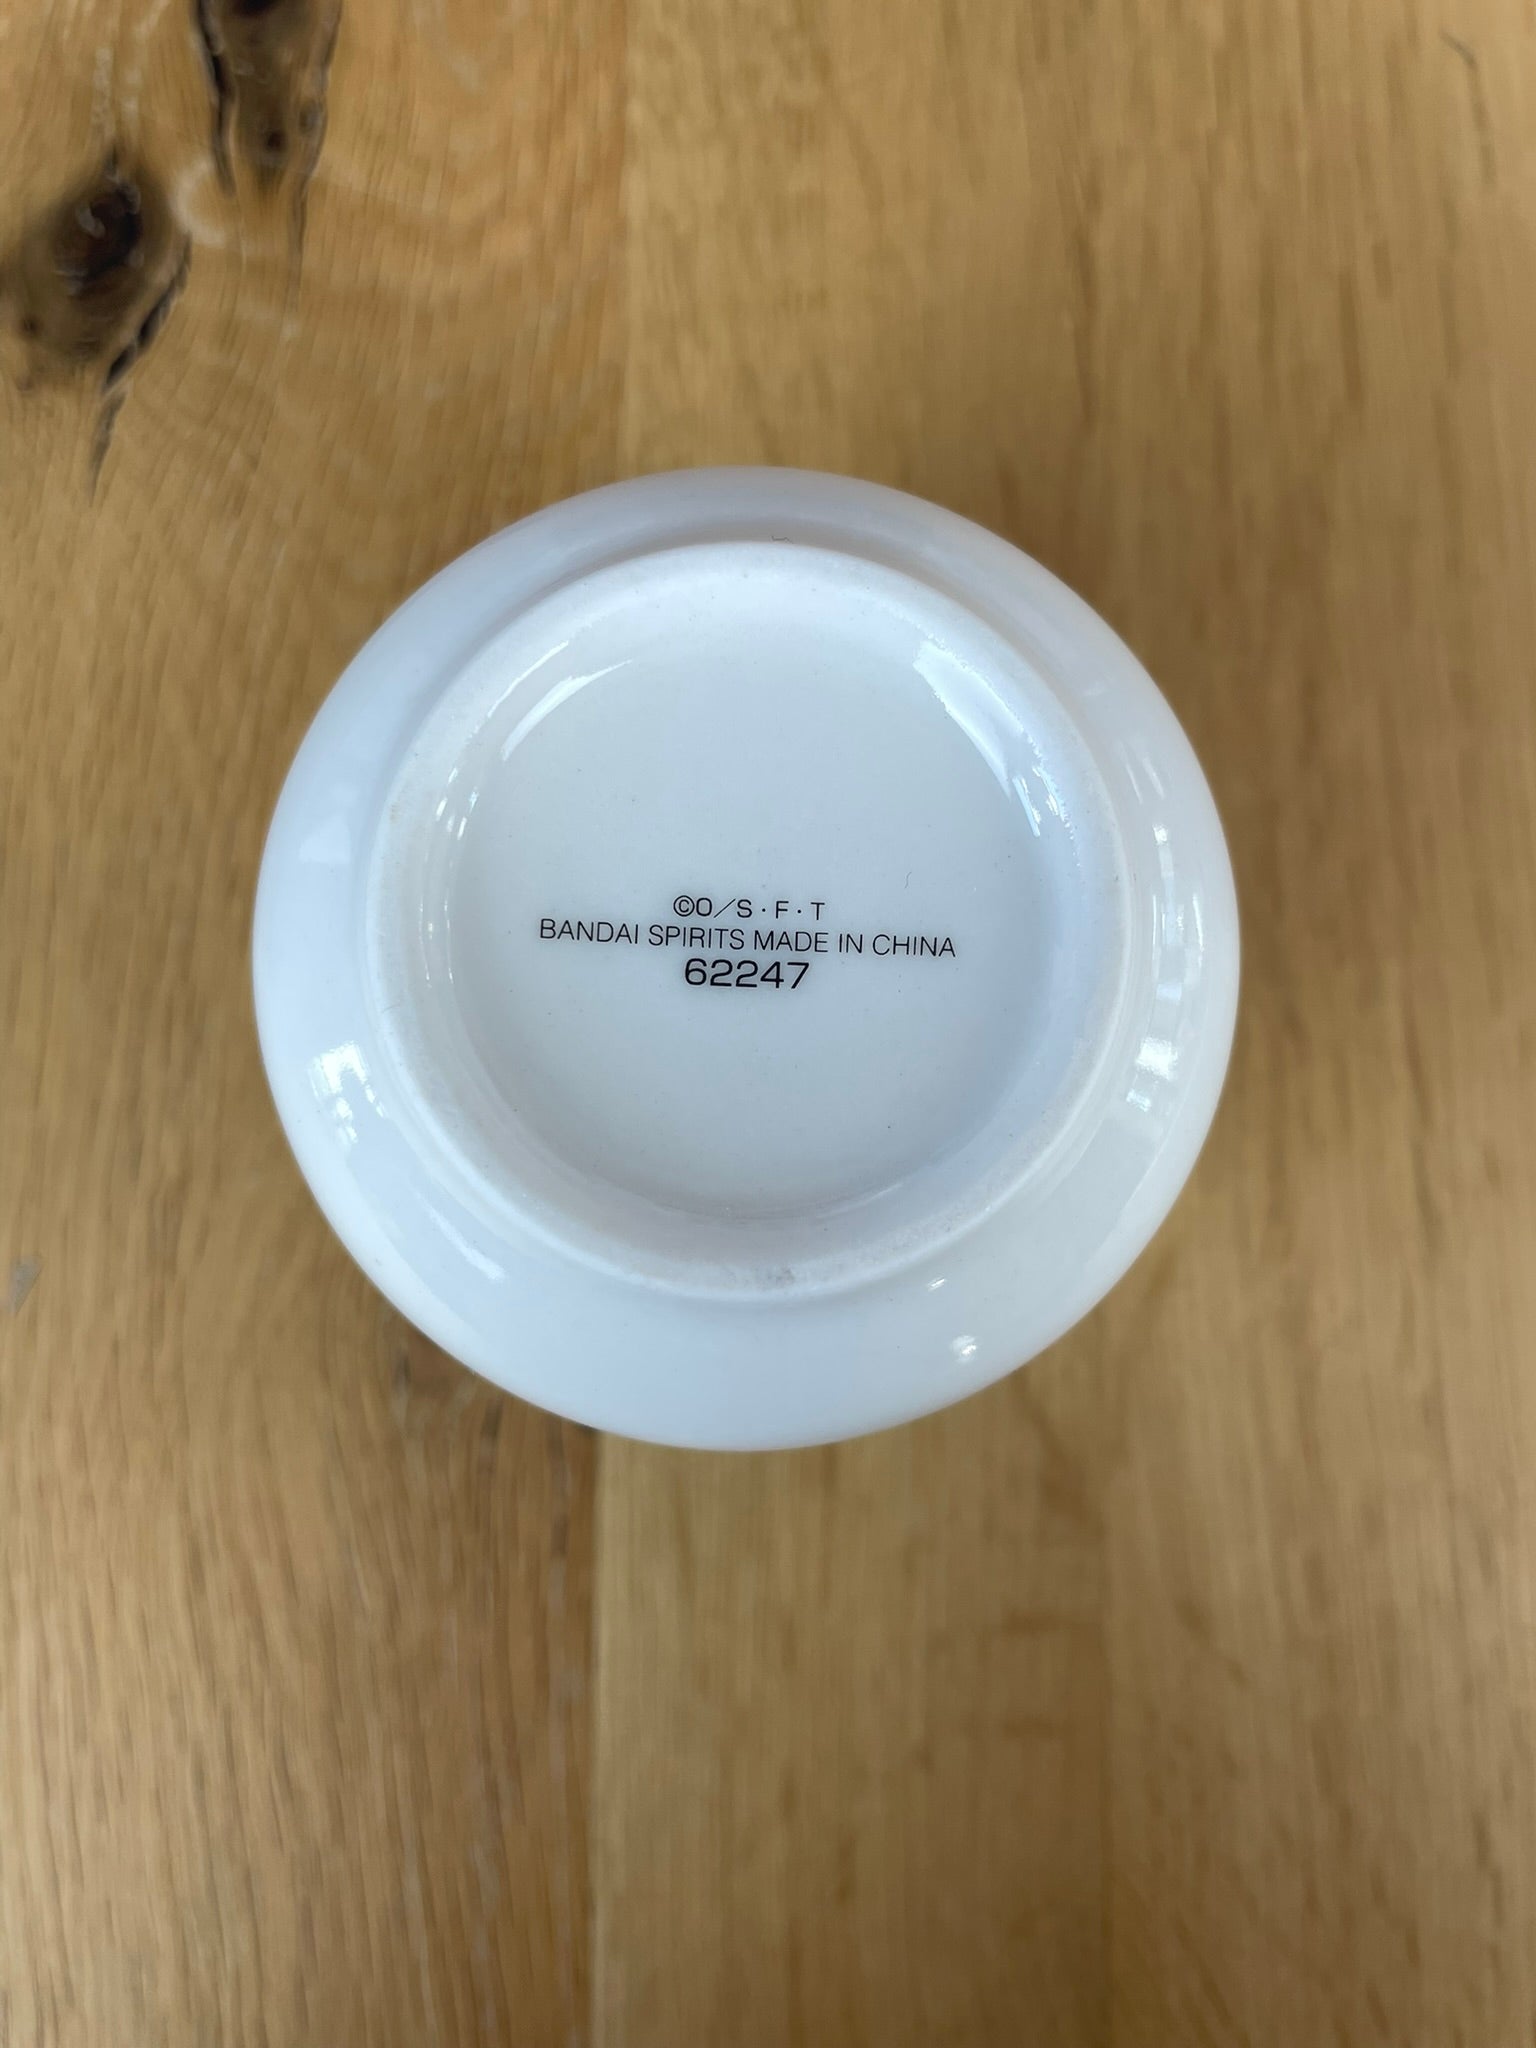 ©O/S・F・T
BANDAI SPIRITS MADE IN CHINA
62247